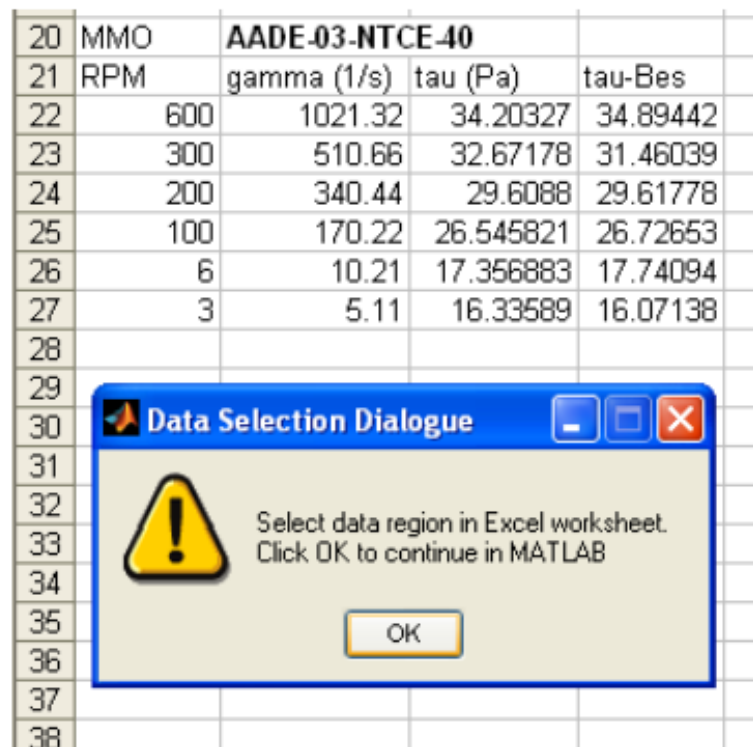 20 MMO AADE-03-NTCE-40
21 RPM gamma (1/s) tau (Pa) tau-Bes
22 600 1021.32 34.20327 34.89442
23 300 510.66 32.67178 31.46039
24 200 340.44 29.6088 29.61778
25 100 170.22 26.545821 26.72653
26 6 10.21 17.356883 17.74094
27 3 5.11 16.33589 16.07138
28
29
30 Data Selection Dialogue
31
32 Select data region in Excel worksheet.
33 Click OK to continue in MATLAB
34
35 OK
36
37
38